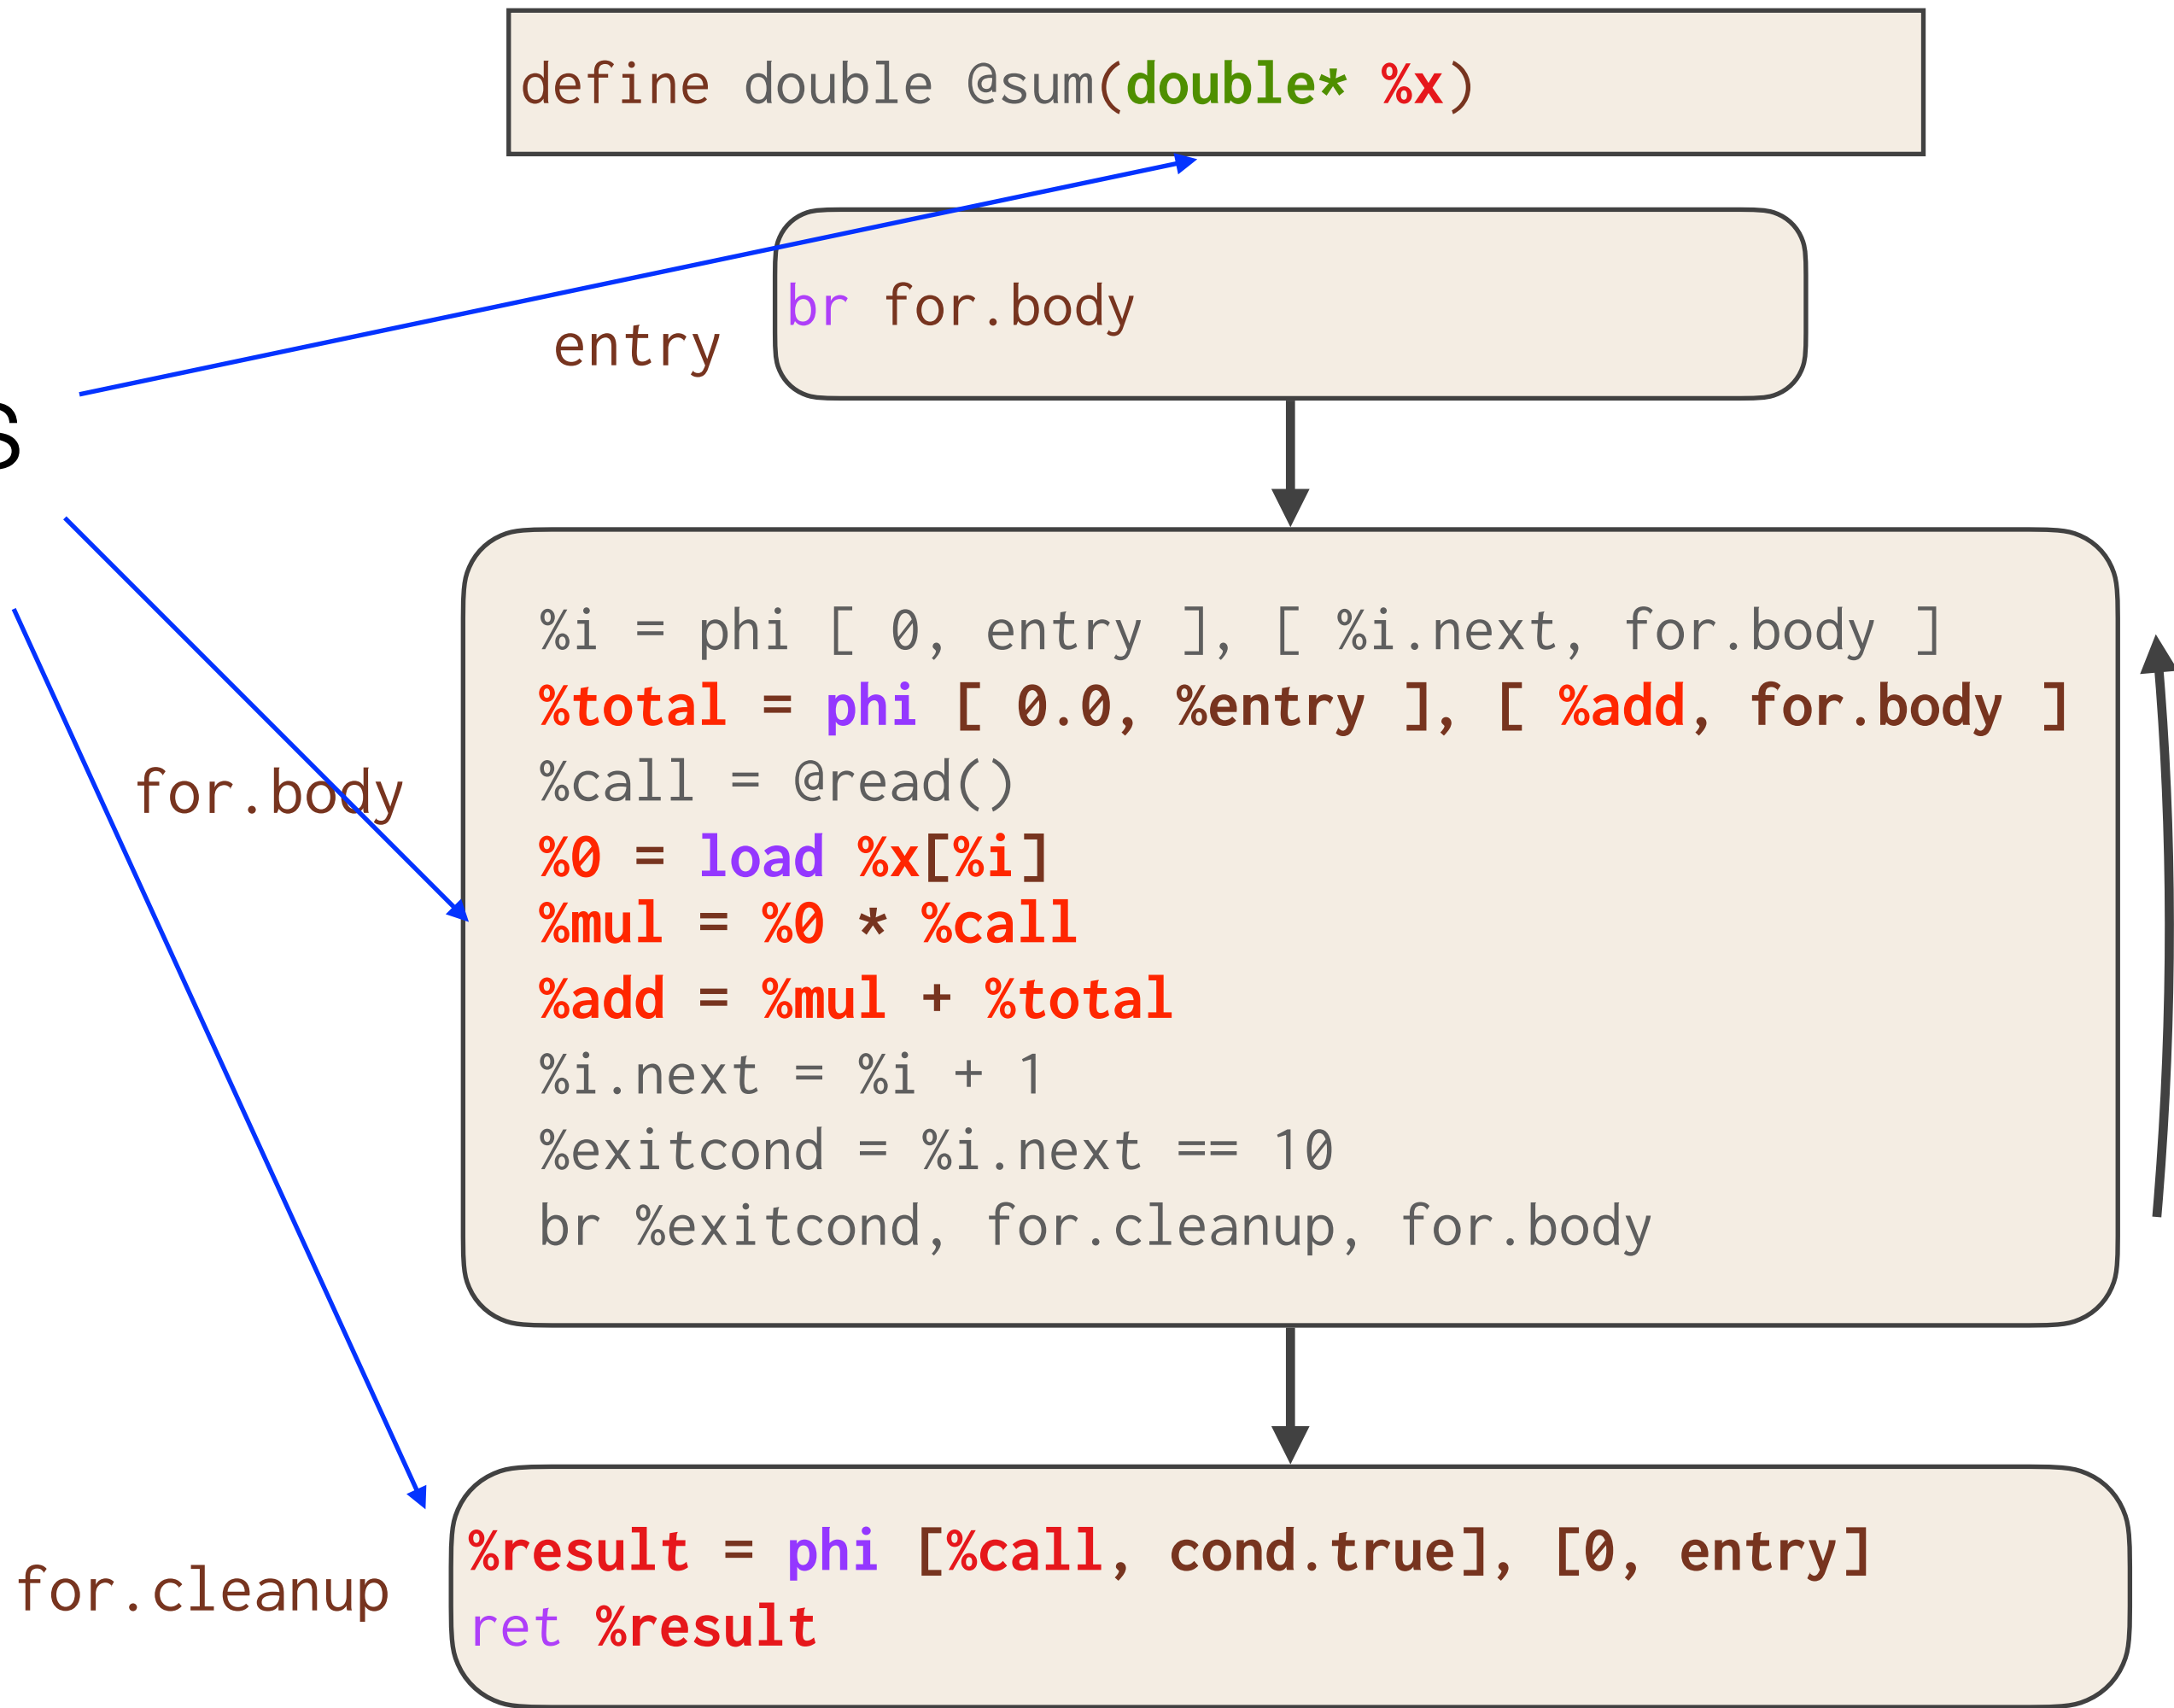 define double @asum(double* %x)
br for.body
entry
s
%i = phi [ 0, entry ], [ %i.next, for.body ]
%total = phi [ 0.0, %entry ], [ %add, for.body ]
%call = @read()
for.body
%0 = load %x[%i]
%mul = %0 * %call
%add = %mul + %total
%i.next = %i + 1
%exitcond = %i.next == 10
br %exitcond, for.cleanup, for.body
%result = phi [%call, cond.true], [0, entry]
for.cleanup
ret %result